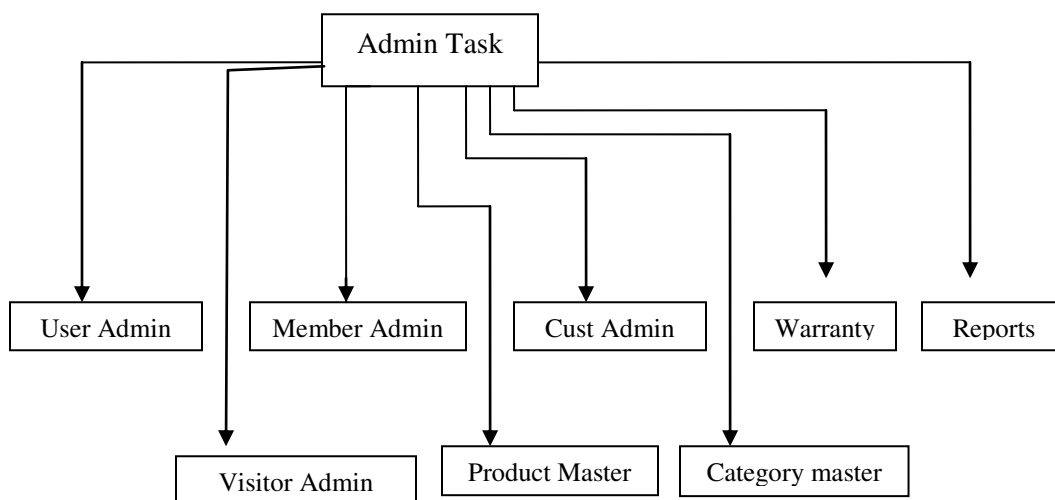 Admin Task
User Admin
Member Admin
Cust Admin
Warranty
Reports
Visitor Admin
Product Master
Category master